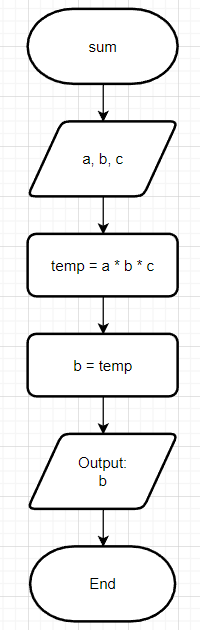 sum
a, b, c
temp = a * b * c
b = temp
Output:
b
End